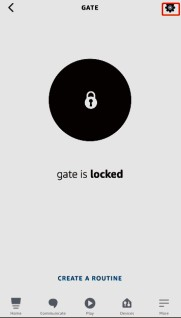 GATE
gate is locked
CREATE A ROUTINE
Home Communicate Play Devices More